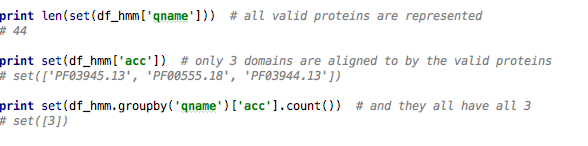 print len(set(df_hmm['qname']))  # all valid proteins are represented
# 44
print set(df_hmm['acc'])  # only 3 domains are aligned to by the valid proteins
# set(['PF03945.13', 'PF00555.18', 'PF03944.13'])
print set(df_hmm.groupby('qname')['acc'].count())  # and they all have all 3
# set([3])